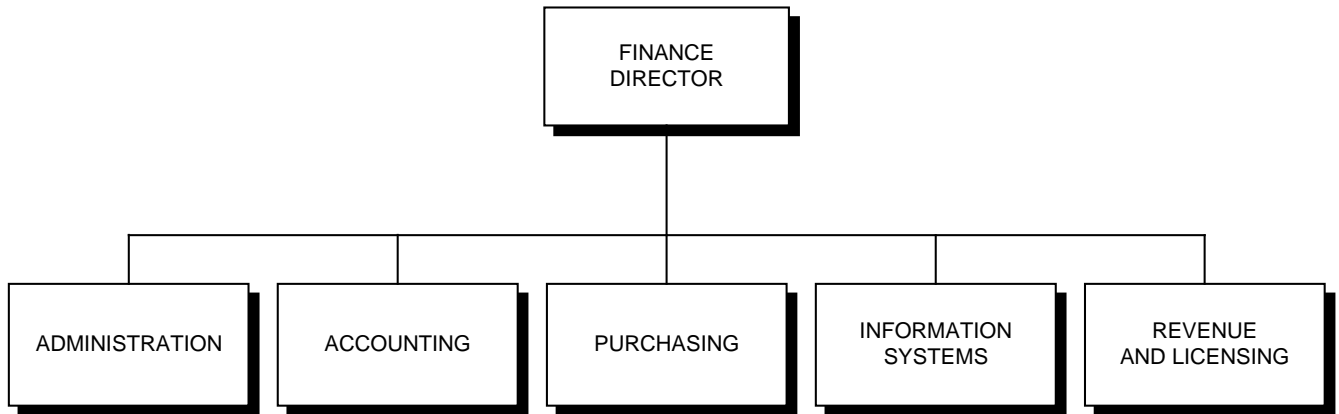 FINANCE
DIRECTOR
ADMINISTRATION
ACCOUNTING
PURCHASING
INFORMATION
SYSTEMS
REVENUE
AND LICENSING